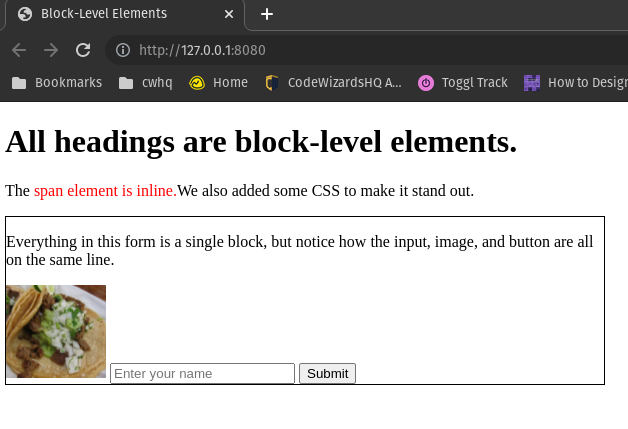 Block-Level Elements
http://127.0.0.1:8080
Bookmarks cwhq Home CodeWizardsHQ A... Toggl Track How to Design
All headings are block-level elements.
The span element is inline.We also added some CSS to make it stand out.
Everything in this form is a single block, but notice how the input, image, and button are all
on the same line.
Enter your name Submit